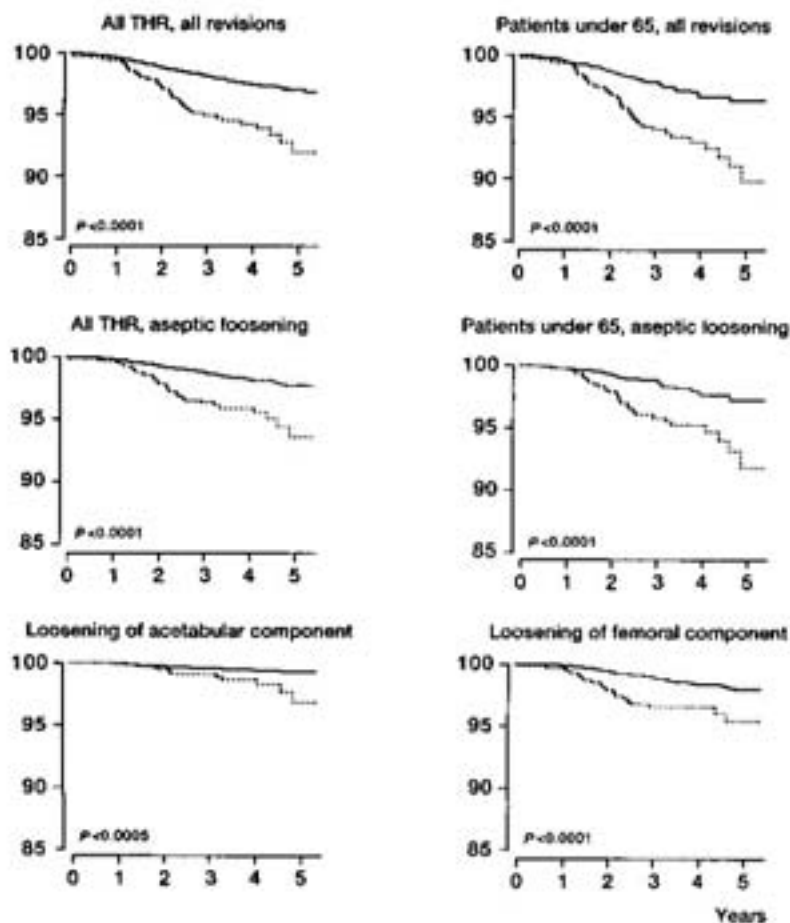 All THR, all revisions
100
95
90
85
P<0.0001
0 1 2 3 4 5
Patients under 65, all revisions
100
95
90
85
P<0.0001
0 1 2 3 4 5
All THR, aseptic loosening
100
95
90
85
P<0.0001
0 1 2 3 4 5
Patients under 65, aseptic loosening
100
95
90
85
P<0.0001
0 1 2 3 4 5
Loosening of acetabular component
100
95
90
85
P<0.0005
0 1 2 3 4 5
Loosening of femoral component
100
95
90
85
P<0.0001
0 1 2 3 4 5
Years